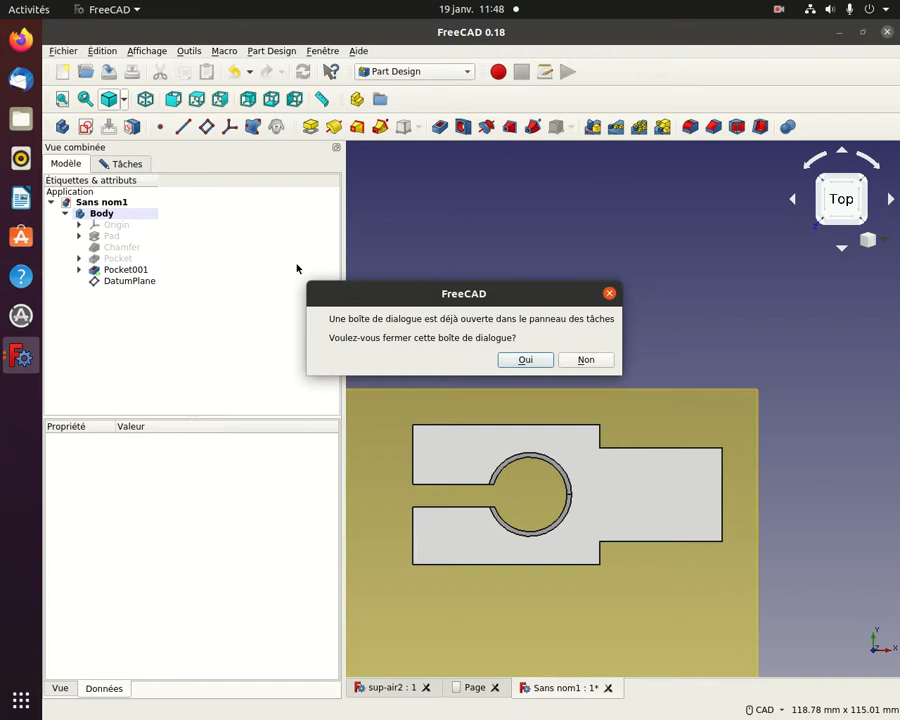 Activités FreeCAD 19 janv. 11:48
FreeCAD 0.18
Fichier Édition Affichage Outils Macro Part Design Fenêtre Aide
Part Design
Vue combinée
Modèle Tâches
Étiquettes & attributs
Application
Sans nom1
Body
Origin
Pad
Chamfer
Pocket
Pocket001
DatumPlane
Top
FreeCAD
Une boîte de dialogue est déjà ouverte dans le panneau des tâches
Voulez-vous fermer cette boîte de dialogue?
Oui Non
Propriété Valeur
Z
Y
X
Z
Vue Données
sup-air2 : 1 Page Sans nom1 : 1*
CAD 118.78 mm x 115.01 mm